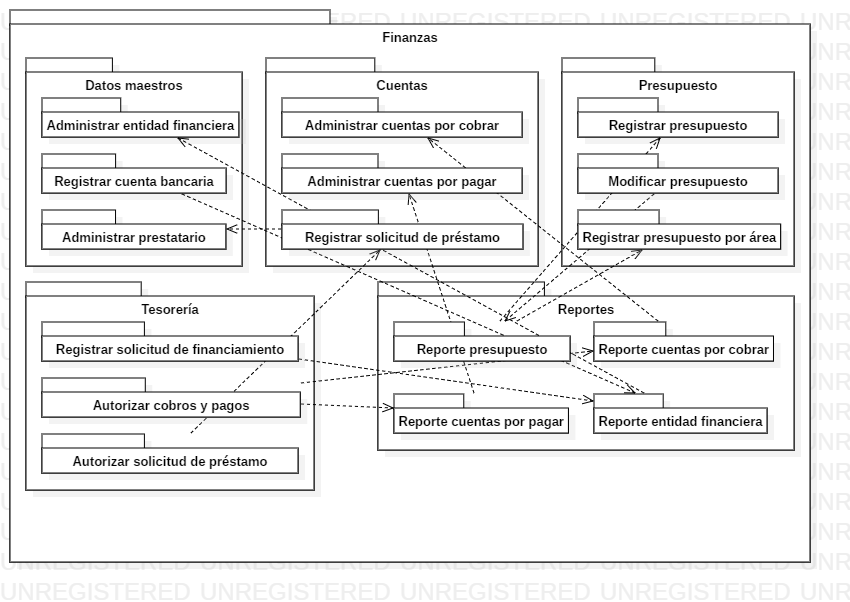 Finanzas
Datos maestros
Administrar entidad financiera
Registrar cuenta bancaria
Administrar prestatario
Cuentas
Administrar cuentas por cobrar
Administrar cuentas por pagar
Registrar solicitud de préstamo
Presupuesto
Registrar presupuesto
Modificar presupuesto
Registrar presupuesto por área
Tesorería
Registrar solicitud de financiamiento
Autorizar cobros y pagos
Autorizar solicitud de préstamo
Reportes
Reporte presupuesto
Reporte cuentas por cobrar
Reporte cuentas por pagar
Reporte entidad financiera
UNREGISTERED UNREGISTERED UNREGISTERED UNREGISTERED UNR